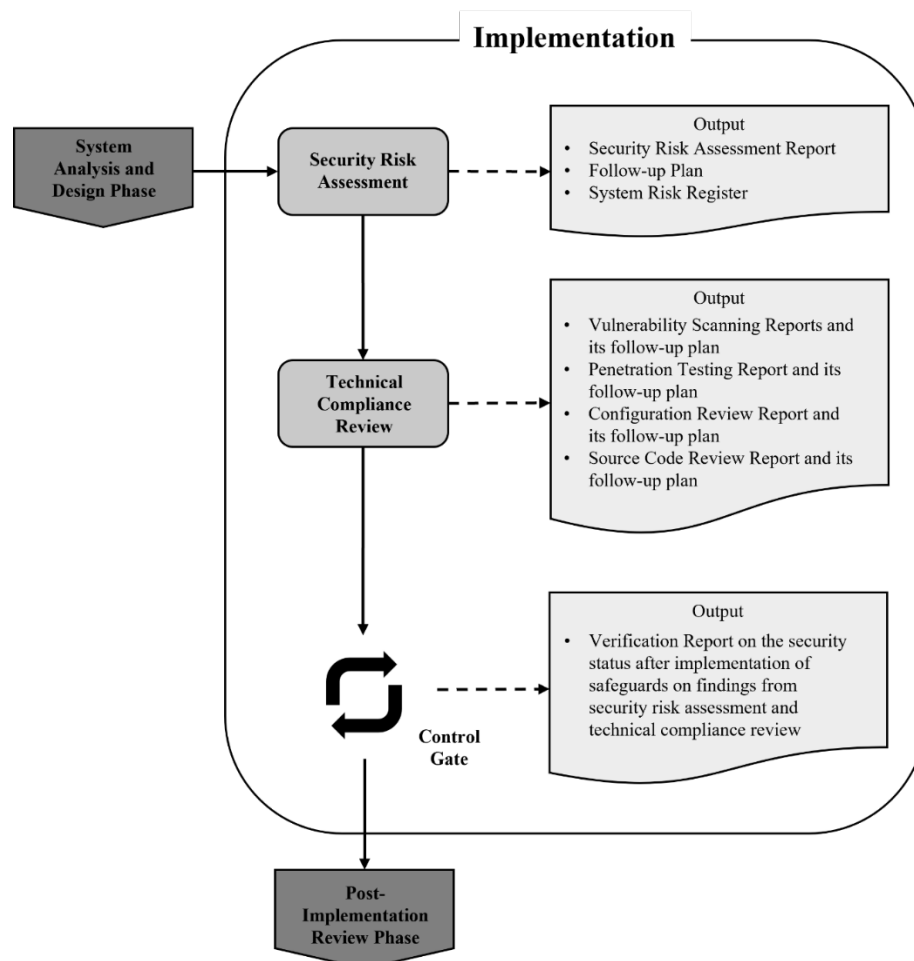 Implementation
System
Analysis and
Design Phase
Security Risk
Assessment
Output
• Security Risk Assessment Report
• Follow-up Plan
• System Risk Register
Technical
Compliance
Review
Output
• Vulnerability Scanning Reports and
its follow-up plan
• Penetration Testing Report and its
follow-up plan
• Configuration Review Report and
its follow-up plan
• Source Code Review Report and its
follow-up plan
Control
Gate
Output
• Verification Report on the security
status after implementation of
safeguards on findings from
security risk assessment and
technical compliance review
Post-
Implementation
Review Phase